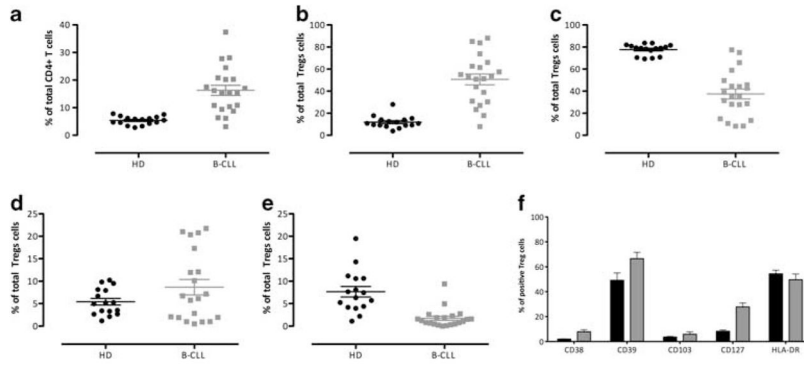 a
% of total CD4+ T cells
40
30
20
10
0
HD B-CLL
b
% of total Tregs cells
100
80
60
40
20
0
HD B-CLL
c
% of total Tregs cells
100
80
60
40
20
0
HD B-CLL
d
% of total Tregs cells
25
20
15
10
5
0
HD B-CLL
e
% of total Tregs cells
25
20
15
10
5
0
HD B-CLL
f
% of positive Treg cells
100
80
60
40
20
0
CD38 CD39 CD103 CD127 HLA-DR